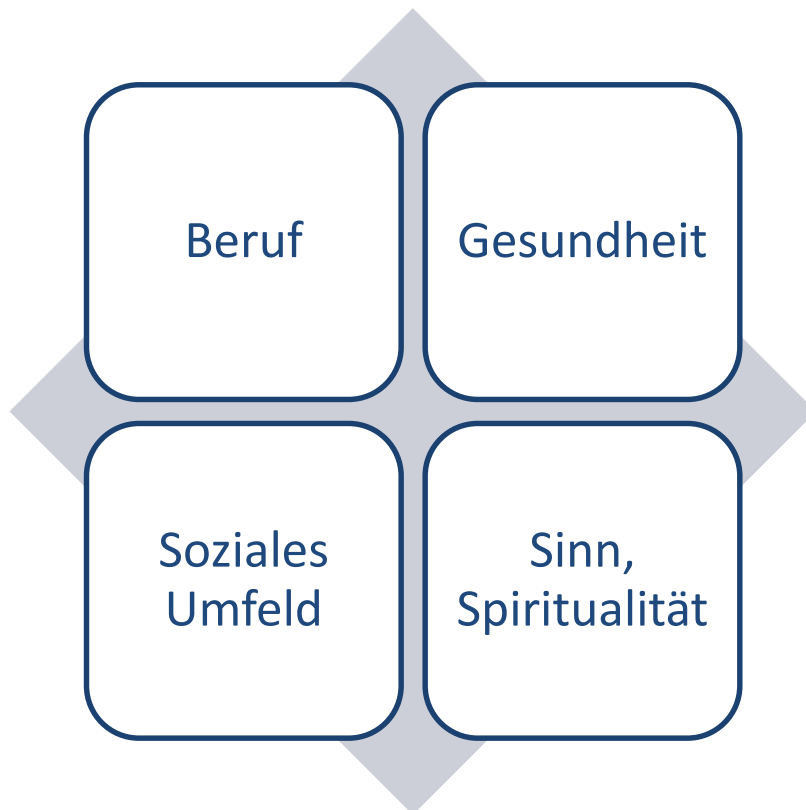 Beruf
Gesundheit
Soziales
Umfeld
Sinn,
Spiritualität